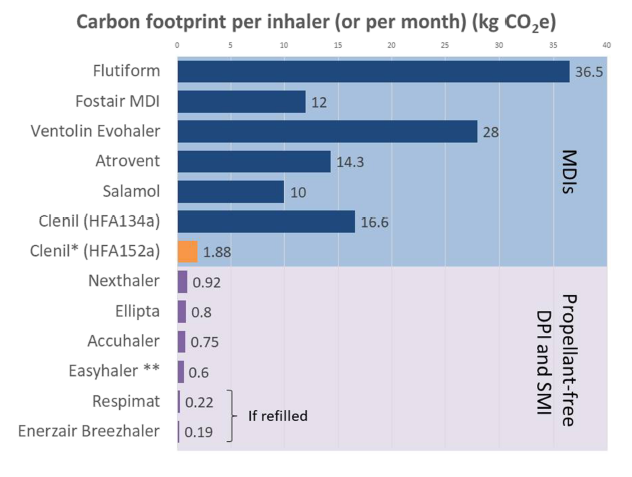 Carbon footprint per inhaler (or per month) (kg CO₂e)
0 5 10 15 20 25 30 35 40
Flutiform 36.5
Fostair MDI 12
Ventolin Evohaler 28
Atrovent 14.3
Salamol 10
Clenil (HFA134a) 16.6
Clenil* (HFA152a) 1.88
MDIs
Nexthaler 0.92
Ellipta 0.8
Accuhaler 0.75
Easyhaler ** 0.6
Respimat 0.22
Enerzair Breezhaler 0.19
If refilled
Propellant-free
DPI and SMI